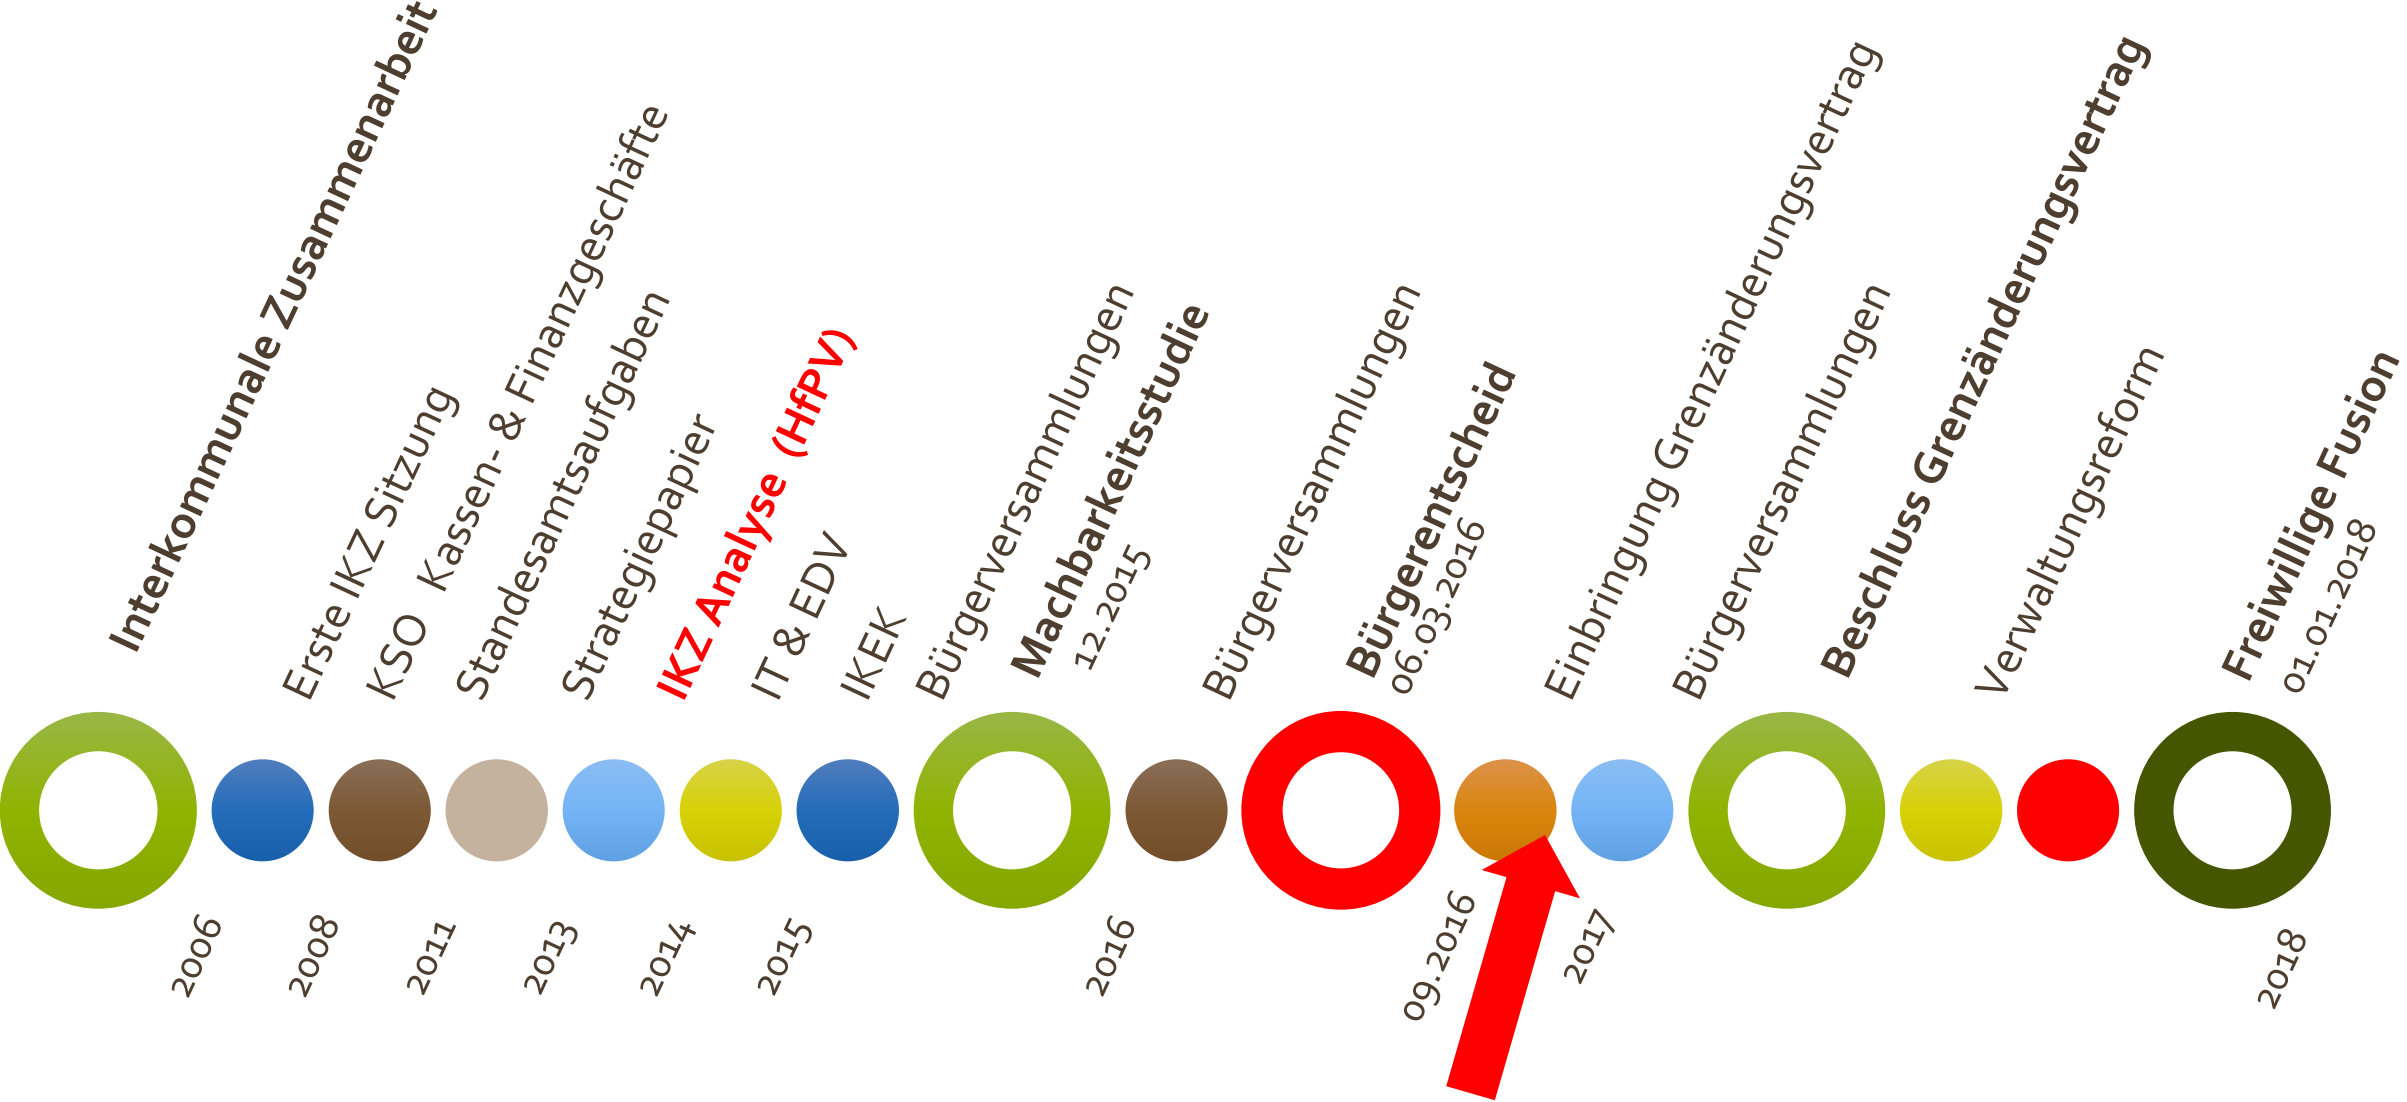 Interkommunale Zusammenarbeit
Erste IKZ Sitzung
KSO Kassen- & Finanzgeschäfte
Standesamtsaufgaben
Strategiepapier
IKZ Analyse (HfPV)
IT & EDV
IKEK
Bürgerversammlungen
Machbarkeitsstudie
12.2015
Bürgerversammlungen
Bürgerentscheid
06.03.2016
Einbringung Grenzänderungsvertrag
Bürgerversammlungen
Beschluss Grenzänderungsvertrag
Verwaltungsreform
Freiwillige Fusion
01.01.2018
2006
2008
2011
2013
2014
2015
2016
09.2016
2017
2018